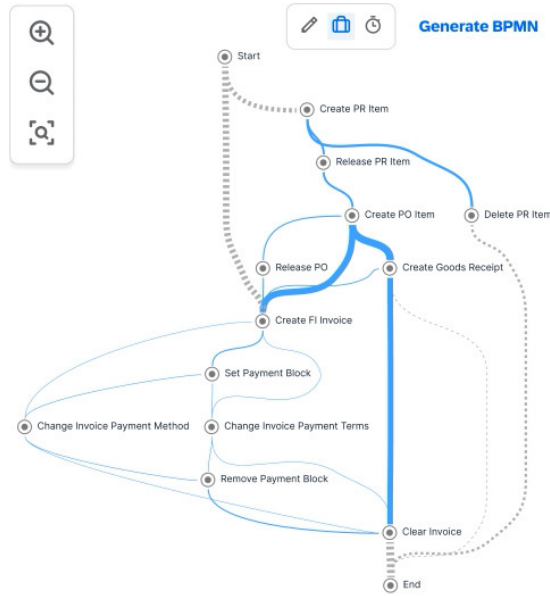 Generate BPMN
Start
Create PR Item
Release PR Item
Create PO Item
Delete PR Item
Release PO
Create Goods Receipt
Create FI Invoice
Set Payment Block
Change Invoice Payment Method
Change Invoice Payment Terms
Remove Payment Block
Clear Invoice
End